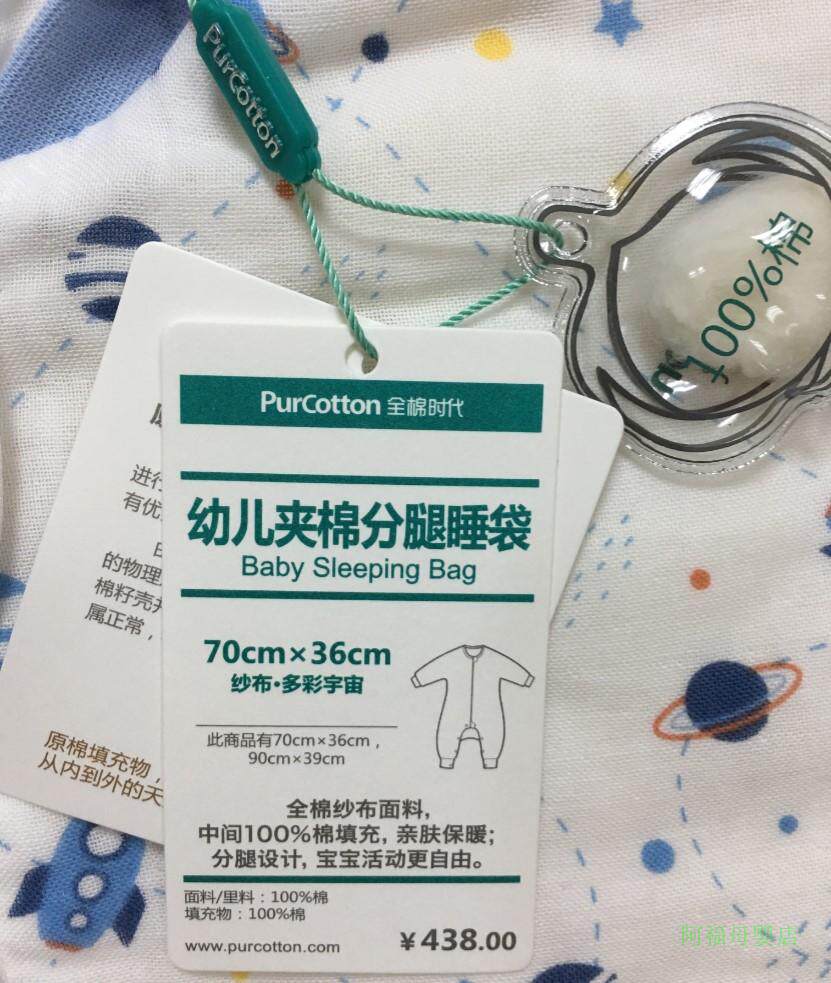 PurCotton
100%棉
PurCotton 全棉时代
幼儿夹棉分腿睡袋
Baby Sleeping Bag
70cm×36cm
纱布·多彩宇宙
此商品有70cm×36cm，
90cm×39cm
全棉纱布面料，
中间100%棉填充，亲肤保暖；
分腿设计，宝宝活动更自由。
面料/里料：100%棉
填充物：100%棉
www.purcotton.com
¥438.00
进行
有优
的物理
棉籽壳
属正常，
原棉填充物，
从内到外的天
阿福母婴店